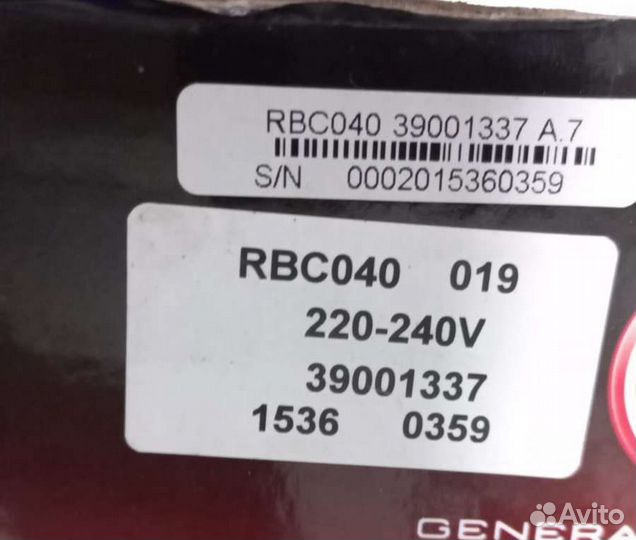 RBC040 39001337 A.7
S/N 0002015360359
RBC040 019
220-240V
39001337
1536 0359
GENERA
Avito